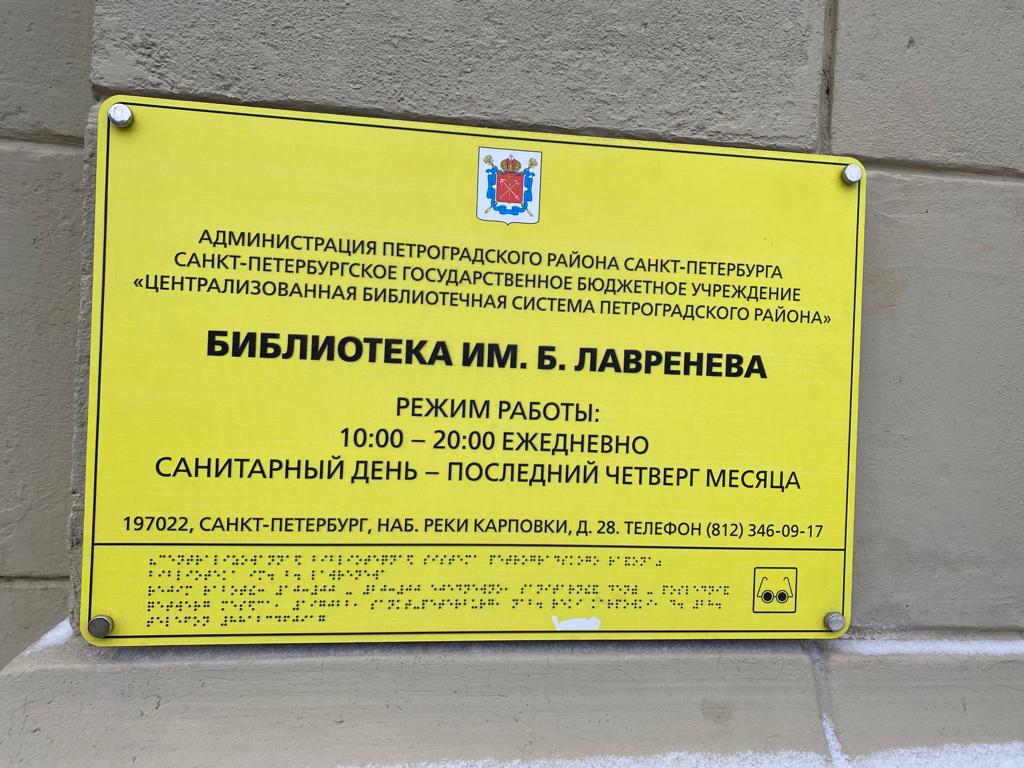 АДМИНИСТРАЦИЯ ПЕТРОГРАДСКОГО РАЙОНА САНКТ-ПЕТЕРБУРГА
САНКТ-ПЕТЕРБУРГСКОЕ ГОСУДАРСТВЕННОЕ БЮДЖЕТНОЕ УЧРЕЖДЕНИЕ
«ЦЕНТРАЛИЗОВАННАЯ БИБЛИОТЕЧНАЯ СИСТЕМА ПЕТРОГРАДСКОГО РАЙОНА»
БИБЛИОТЕКА ИМ. Б. ЛАВРЕНЕВА
РЕЖИМ РАБОТЫ:
10:00 – 20:00 ЕЖЕДНЕВНО
САНИТАРНЫЙ ДЕНЬ – ПОСЛЕДНИЙ ЧЕТВЕРГ МЕСЯЦА
197022, САНКТ-ПЕТЕРБУРГ, НАБ. РЕКИ КАРПОВКИ, Д. 28. ТЕЛЕФОН (812) 346-09-17